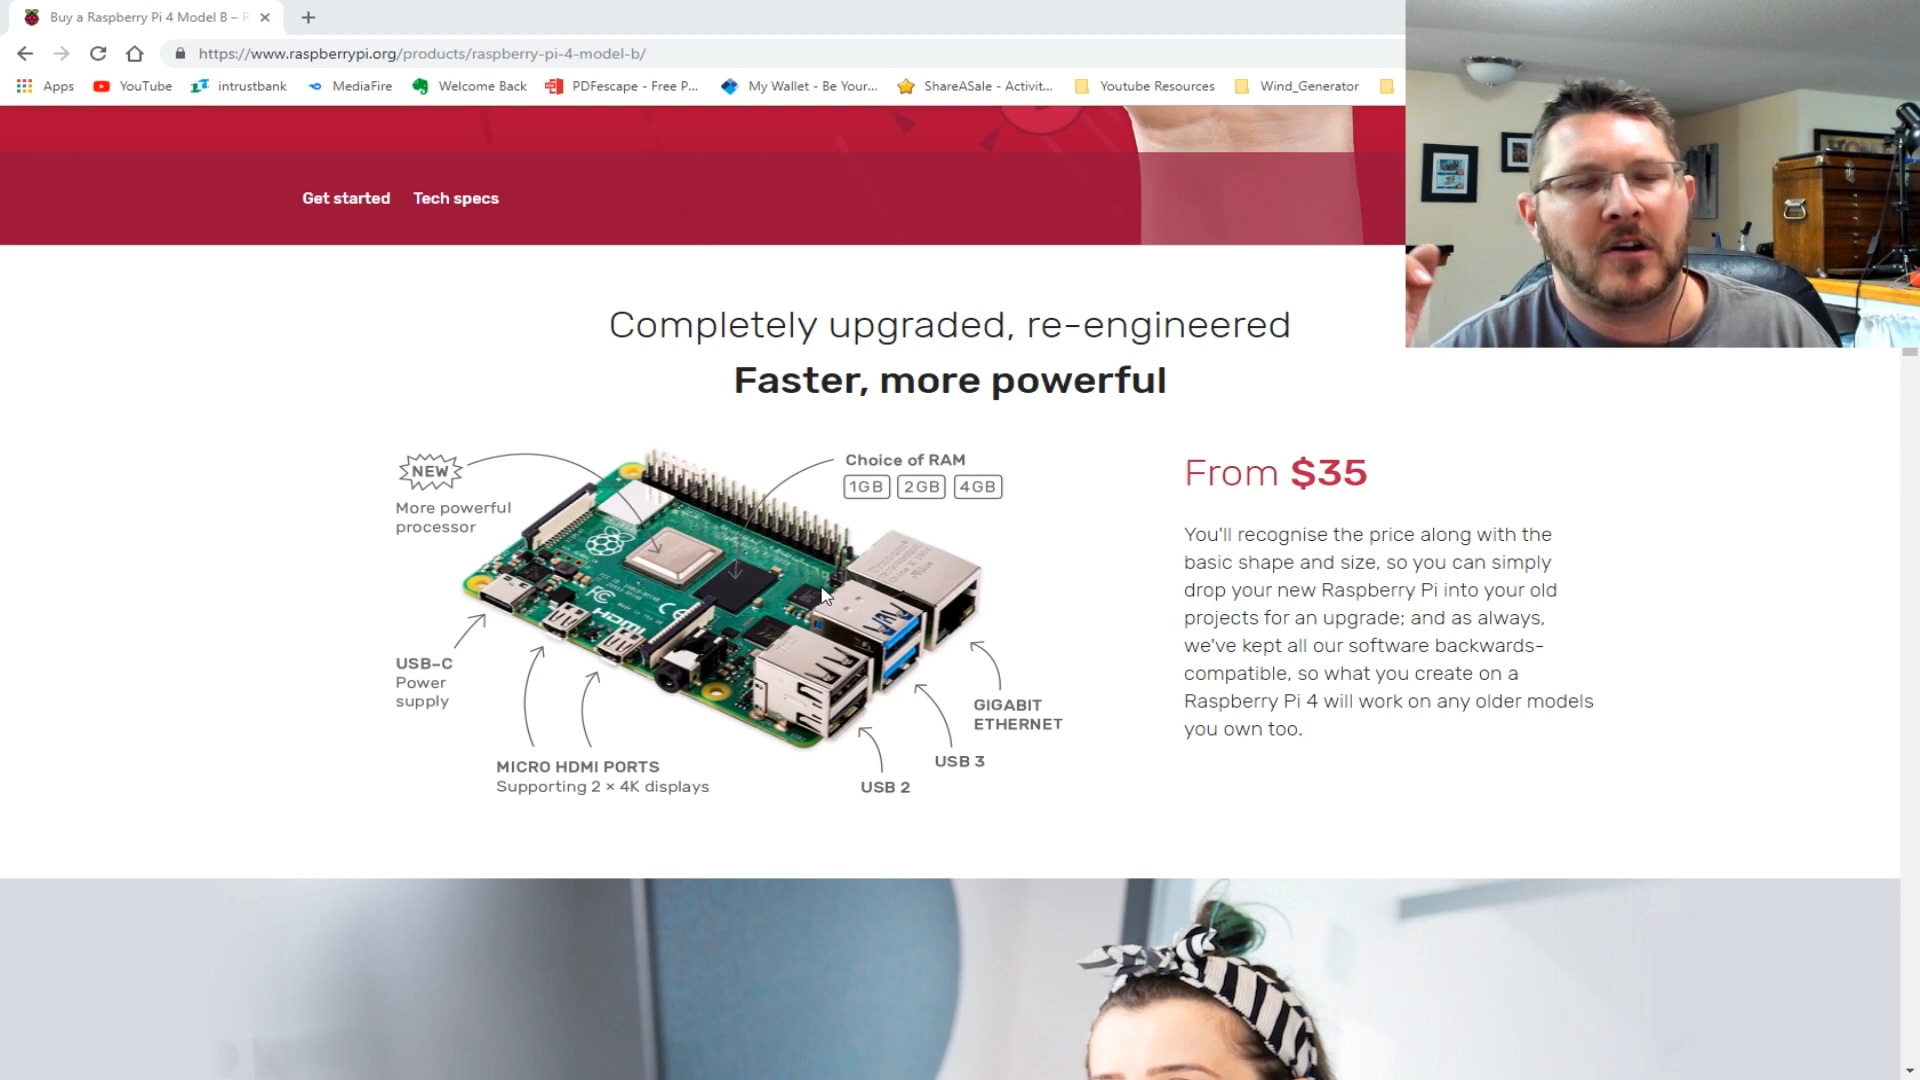 Buy a Raspberry Pi 4 Model B – R
https://www.raspberrypi.org/products/raspberry-pi-4-model-b/
Apps
YouTube
intrustbank
MediaFire
Welcome Back
PDFescape - Free P...
My Wallet - Be Your...
ShareASale - Activit...
Youtube Resources
Wind_Generator
Get started
Tech specs
Completely upgraded, re-engineered
Faster, more powerful
NEW
More powerful
processor
Choice of RAM
1GB
2GB
4GB
FC
CE
HDMI
USB-C
Power
supply
MICRO HDMI PORTS
Supporting 2 × 4K displays
USB 2
USB 3
GIGABIT
ETHERNET
From $35
You'll recognise the price along with the
basic shape and size, so you can simply
drop your new Raspberry Pi into your old
projects for an upgrade; and as always,
we've kept all our software backwards-
compatible, so what you create on a
Raspberry Pi 4 will work on any older models
you own too.